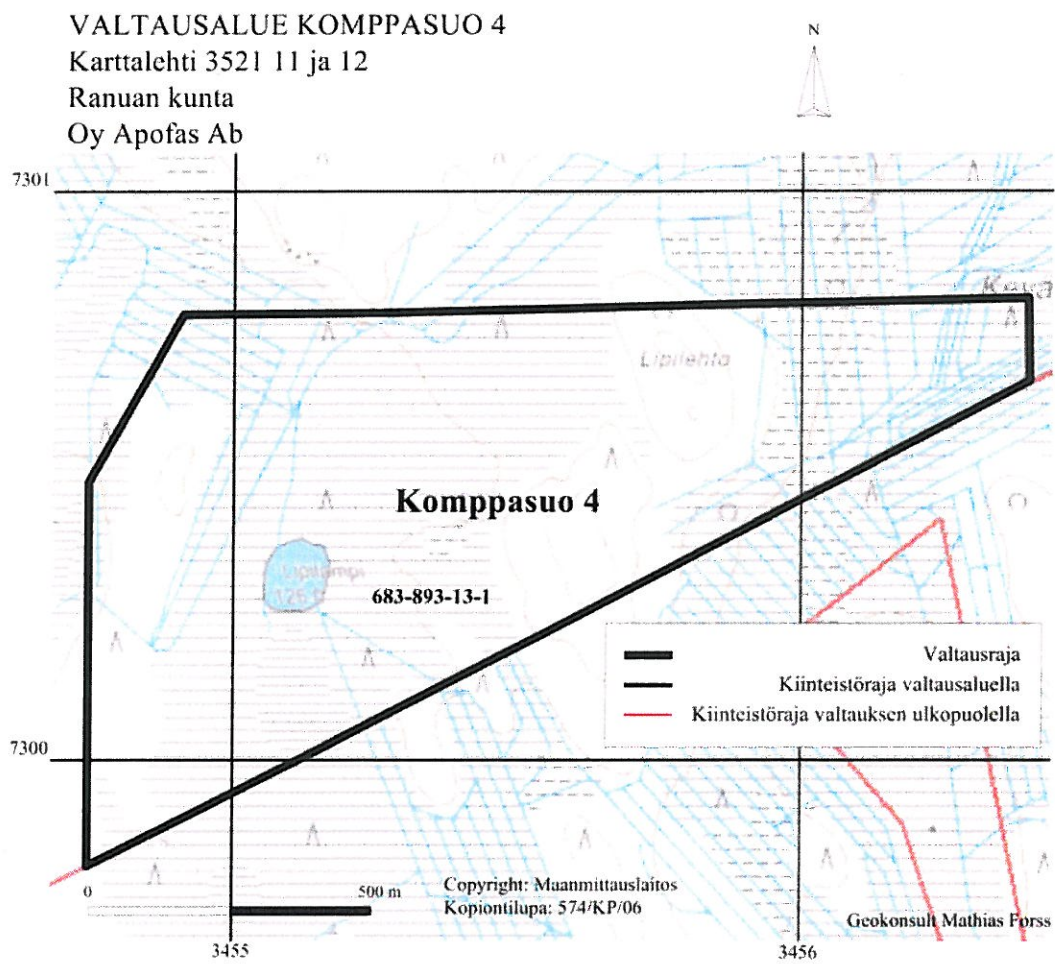 VALTAUSALUE KOMPPASUO 4
Karttalehti 3521 11 ja 12
Ranuan kunta
Oy Apofas Ab
N
7301
Lipilehto
Komppasuo 4
683-893-13-1
Valtausraja
Kiinteistöraja valtausaluella
Kiinteistöraja valtauksen ulkopuolella
7300
0
500 m
Copyright: Maanmittauslaitos
Kopiontilupa: 574/KP/06
Geokonsult Mathias Forss
3455
3456